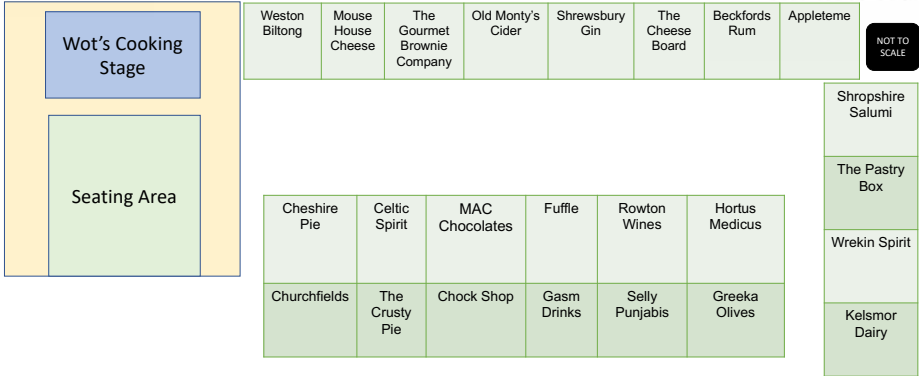 Wot's Cooking
Stage
Seating Area
Weston
Biltong
Mouse
House
Cheese
The
Gourmet
Brownie
Company
Old Monty's
Cider
Shrewsbury
Gin
The
Cheese
Board
Beckfords
Rum
Appleteme
NOT TO
SCALE
Shropshire
Salumi
The Pastry
Box
Wrekin Spirit
Kelsmor
Dairy
Cheshire
Pie
Celtic
Spirit
MAC
Chocolates
Fuffle
Rowton
Wines
Hortus
Medicus
Churchfields
The
Crusty
Pie
Chock Shop
Gasm
Drinks
Selly
Punjabis
Greeka
Olives